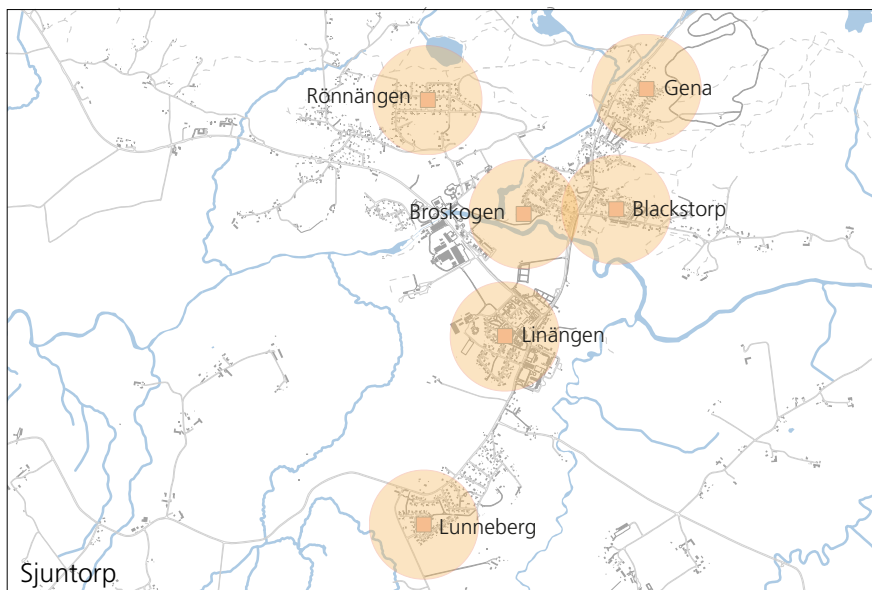 Rönnängen
Gena
Broskogen
Blackstorp
Linängen
Lunneberg
Sjuntorp